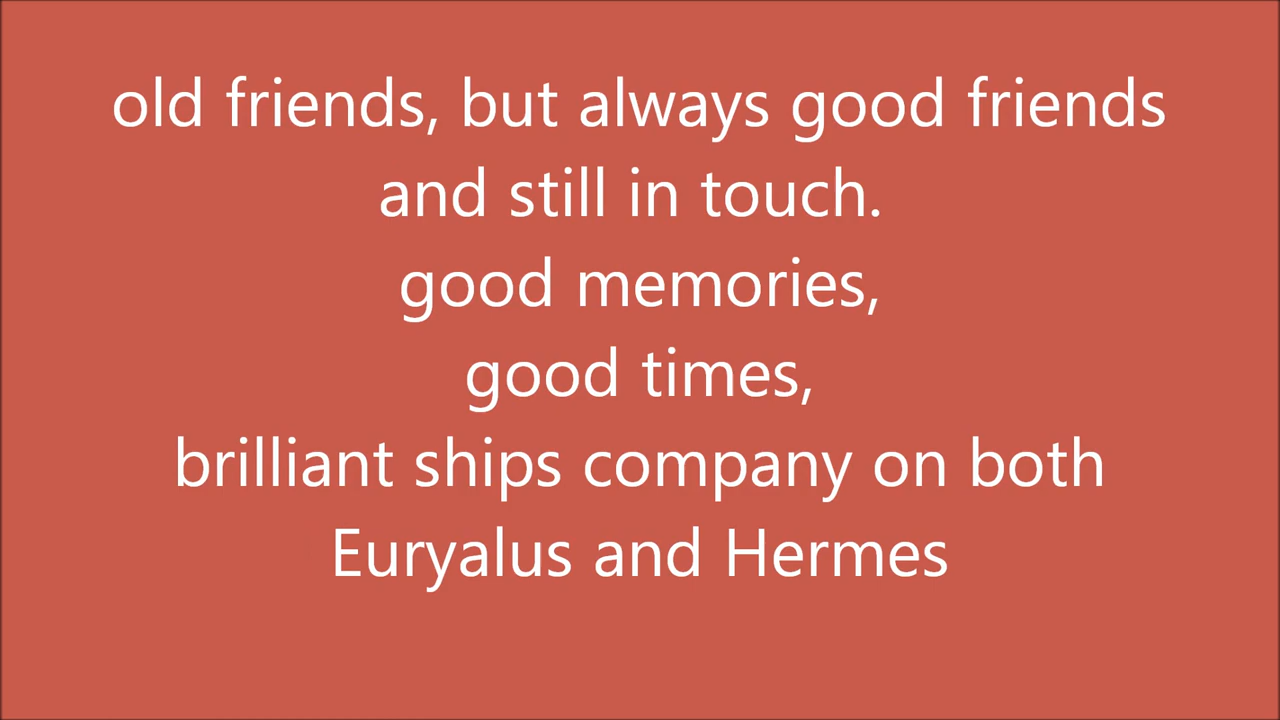 old friends, but always good friends
and still in touch.
good memories,
good times,
brilliant ships company on both
Euryalus and Hermes